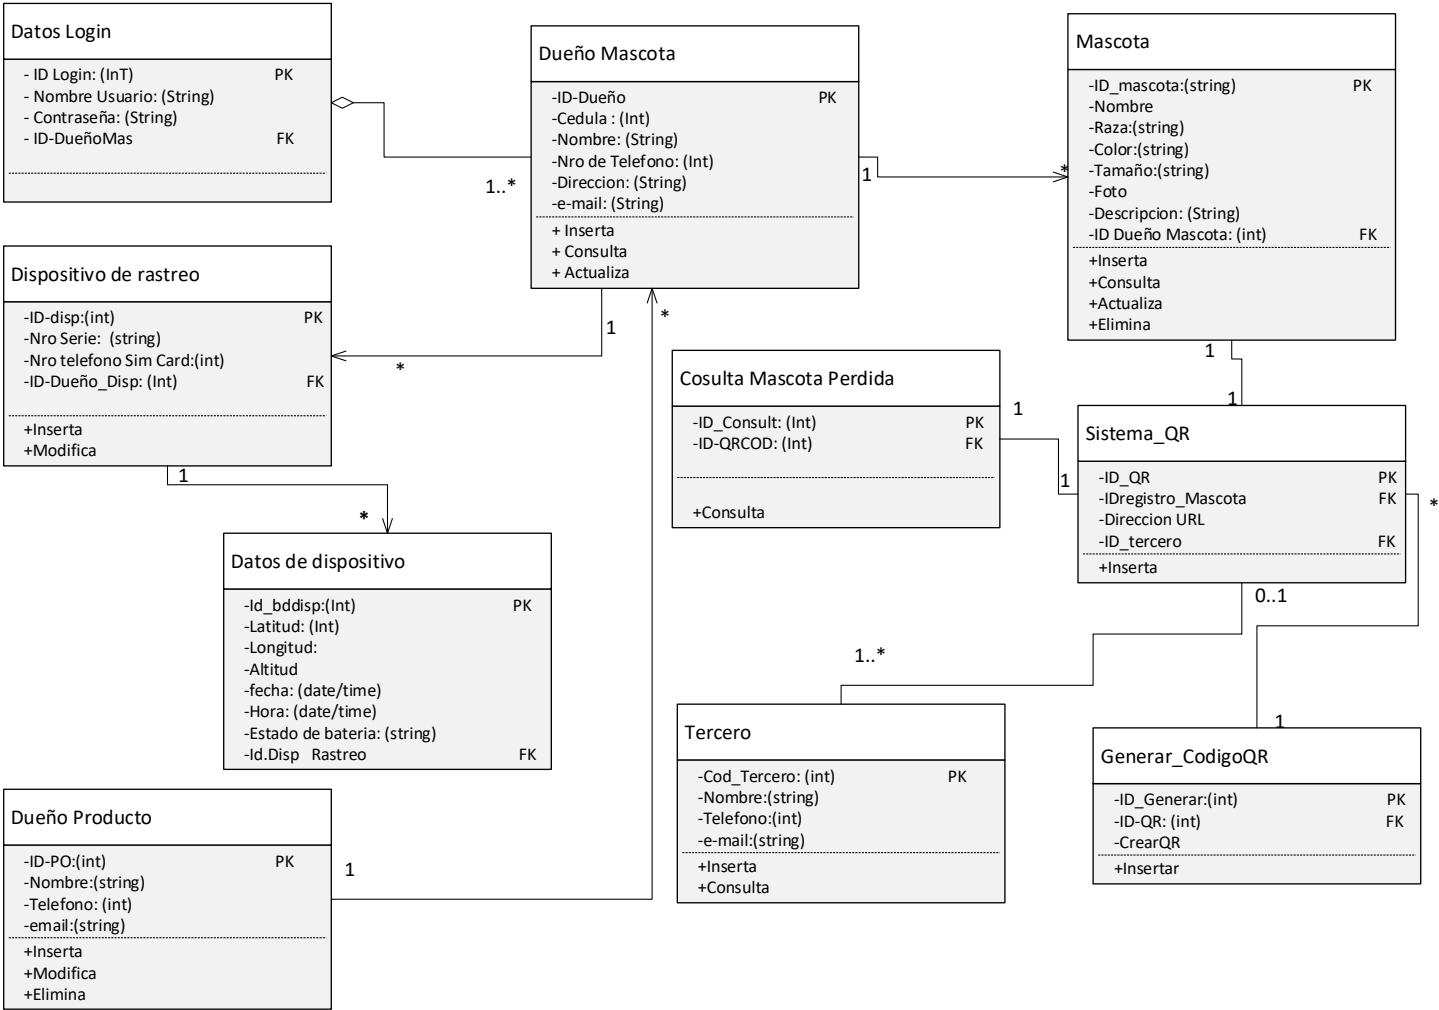 Datos Login
- ID Login: (InT) PK
- Nombre Usuario: (String)
- Contraseña: (String)
- ID-DueñoMas FK
1..*
Dueño Mascota
-ID-Dueño PK
-Cedula : (Int)
-Nombre: (String)
-Nro de Telefono: (Int)
-Direccion: (String)
-e-mail: (String)
+ Inserta
+ Consulta
+ Actualiza
1
*
Mascota
-ID_mascota:(string) PK
-Nombre
-Raza:(string)
-Color:(string)
-Tamaño:(string)
-Foto
-Descripcion: (String)
-ID Dueño Mascota: (int) FK
+Inserta
+Consulta
+Actualiza
+Elimina
Dispositivo de rastreo
-ID-disp:(int) PK
-Nro Serie: (string)
-Nro telefono Sim Card:(int)
-ID-Dueño_Disp: (Int) FK
+Inserta
+Modifica
1
*
*
1
*
Cosulta Mascota Perdida
-ID_Consult: (Int) PK
-ID-QRCOD: (Int) FK
+Consulta
1
1
1
1
Sistema_QR
-ID_QR PK
-IDregistro_Mascota FK
-Direccion URL
-ID_tercero FK
+Inserta
*
0..1
1..*
1
Datos de dispositivo
-Id_bddisp:(Int) PK
-Latitud: (Int)
-Longitud:
-Altitud
-fecha: (date/time)
-Hora: (date/time)
-Estado de bateria: (string)
-Id.Disp Rastreo FK
Tercero
-Cod_Tercero: (int) PK
-Nombre:(string)
-Telefono:(int)
-e-mail:(string)
+Inserta
+Consulta
Generar_CodigoQR
-ID_Generar:(int) PK
-ID-QR: (int) FK
-CrearQR
+Insertar
Dueño Producto
-ID-PO:(int) PK
-Nombre:(string)
-Telefono: (int)
-email:(string)
+Inserta
+Modifica
+Elimina
1